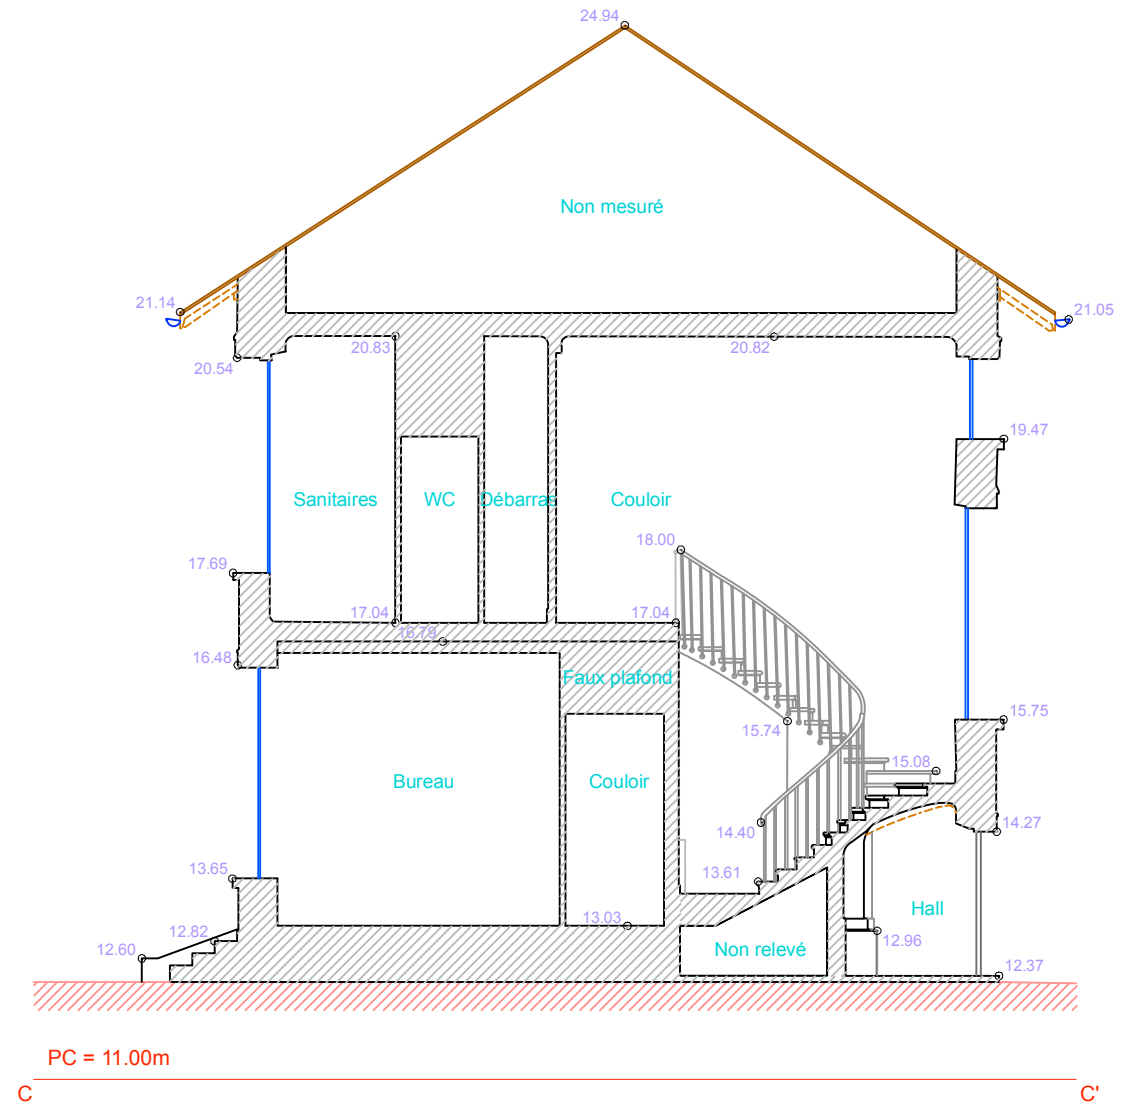 24.94
Non mesuré
21.14
21.05
20.83
20.82
20.54
19.47
Sanitaires
WC
Débarras
Couloir
18.00
17.69
17.04
17.04
16.79
16.48
Faux plafond
15.74
15.75
15.08
Bureau
Couloir
14.40
14.27
13.65
13.61
Hall
13.03
12.82
12.60
12.96
Non relevé
12.37
PC = 11.00m
C
C'